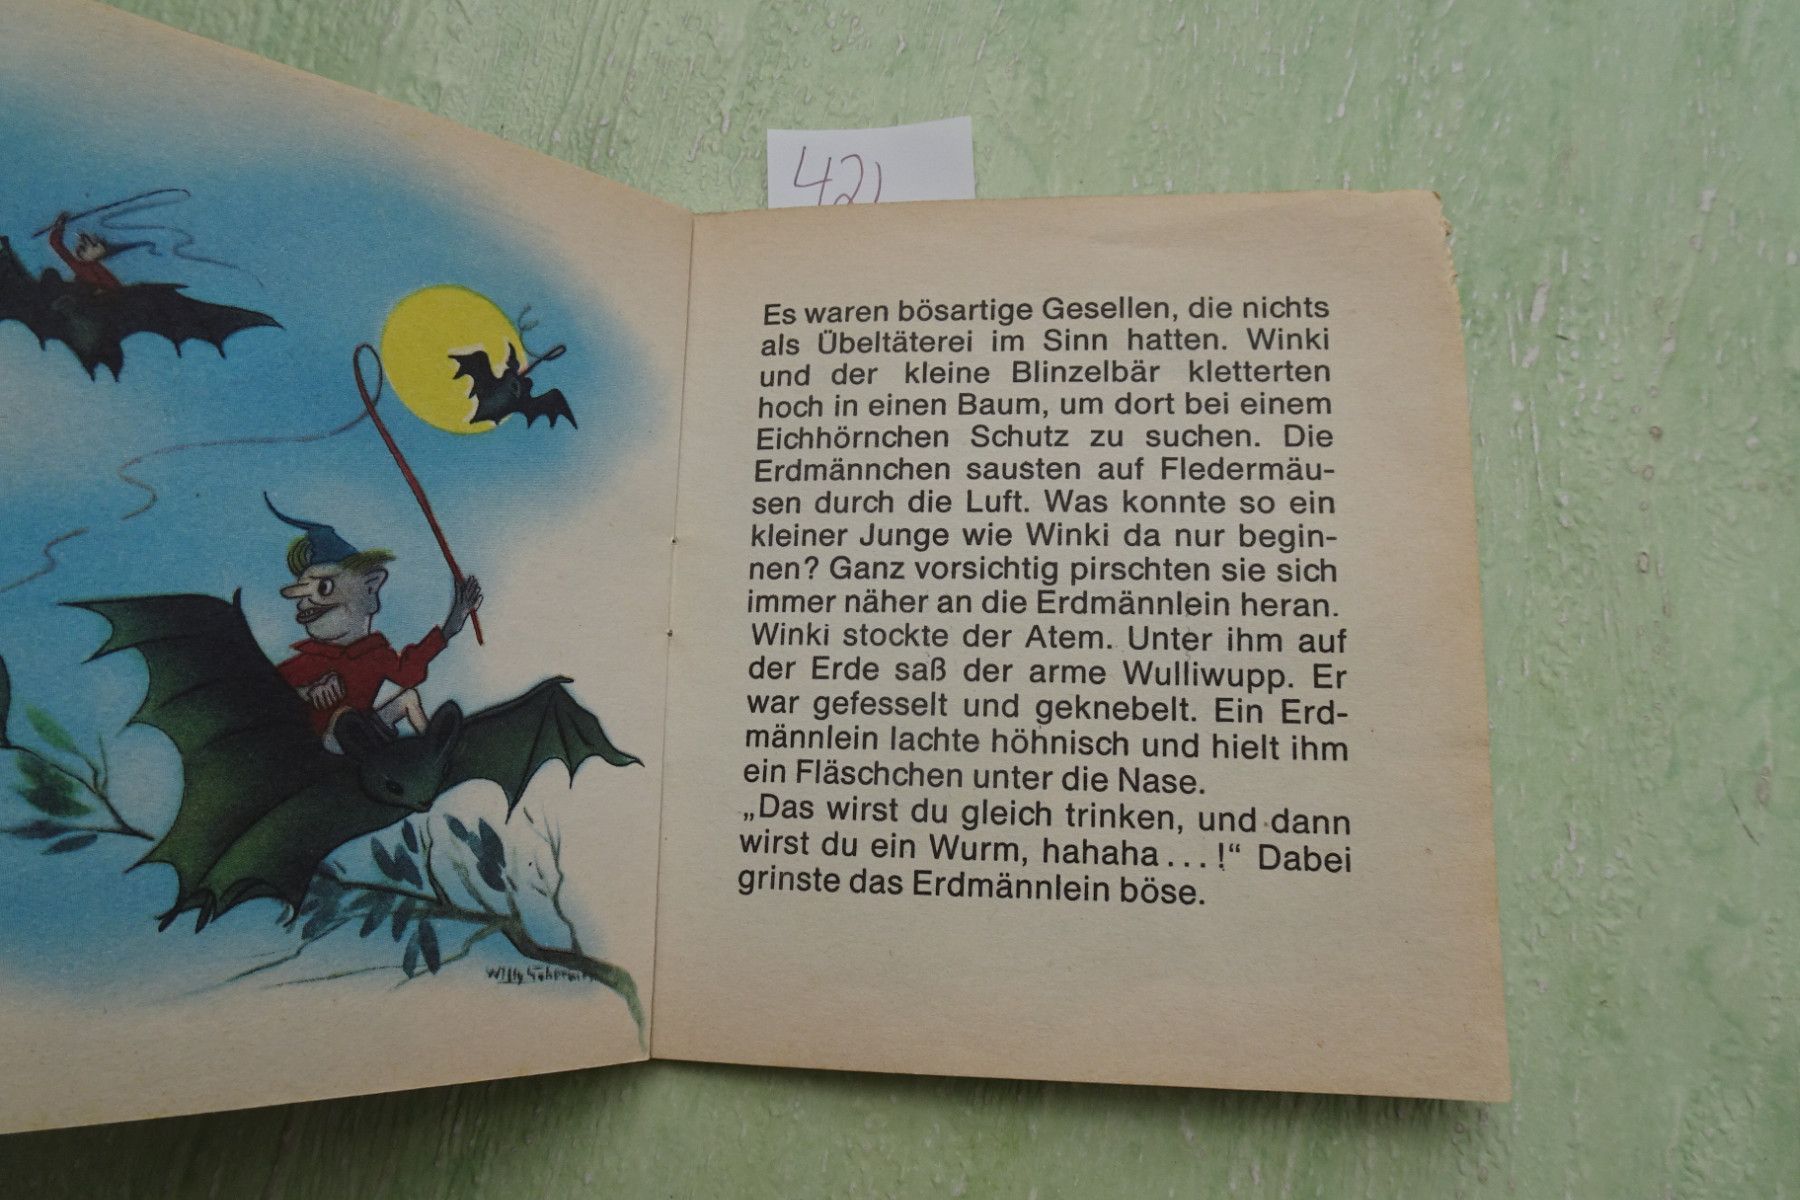 421
Es waren bösartige Gesellen, die nichts
als Übeltäterei im Sinn hatten. Winki
und der kleine Blinzelbär kletterten
hoch in einen Baum, um dort bei einem
Eichhörnchen Schutz zu suchen. Die
Erdmännchen sausten auf Fledermäu-
sen durch die Luft. Was konnte so ein
kleiner Junge wie Winki da nur begin-
nen? Ganz vorsichtig pirschten sie sich
immer näher an die Erdmännlein heran.
Winki stockte der Atem. Unter ihm auf
der Erde saß der arme Wulliwupp. Er
war gefesselt und geknebelt. Ein Erd-
männlein lachte höhnisch und hielt ihm
ein Fläschchen unter die Nase.
„Das wirst du gleich trinken, und dann
wirst du ein Wurm, hahaha...!“ Dabei
grinste das Erdmännlein böse.
Willy